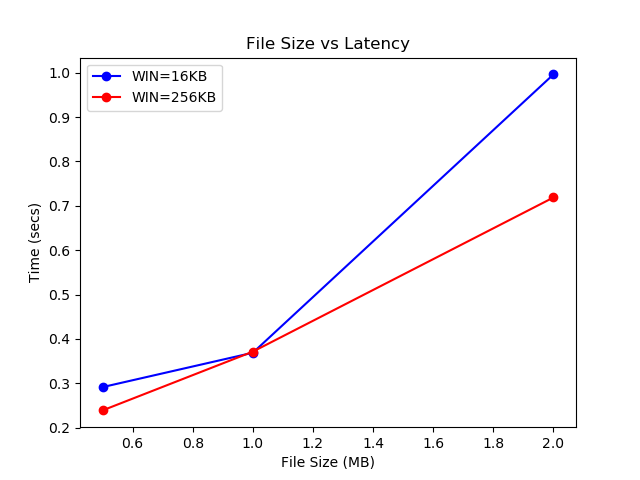 File Size vs Latency
WIN=16KB
WIN=256KB
Time (secs)
1.0
0.9
0.8
0.7
0.6
0.5
0.4
0.3
0.2
0.6 0.8 1.0 1.2 1.4 1.6 1.8 2.0
File Size (MB)